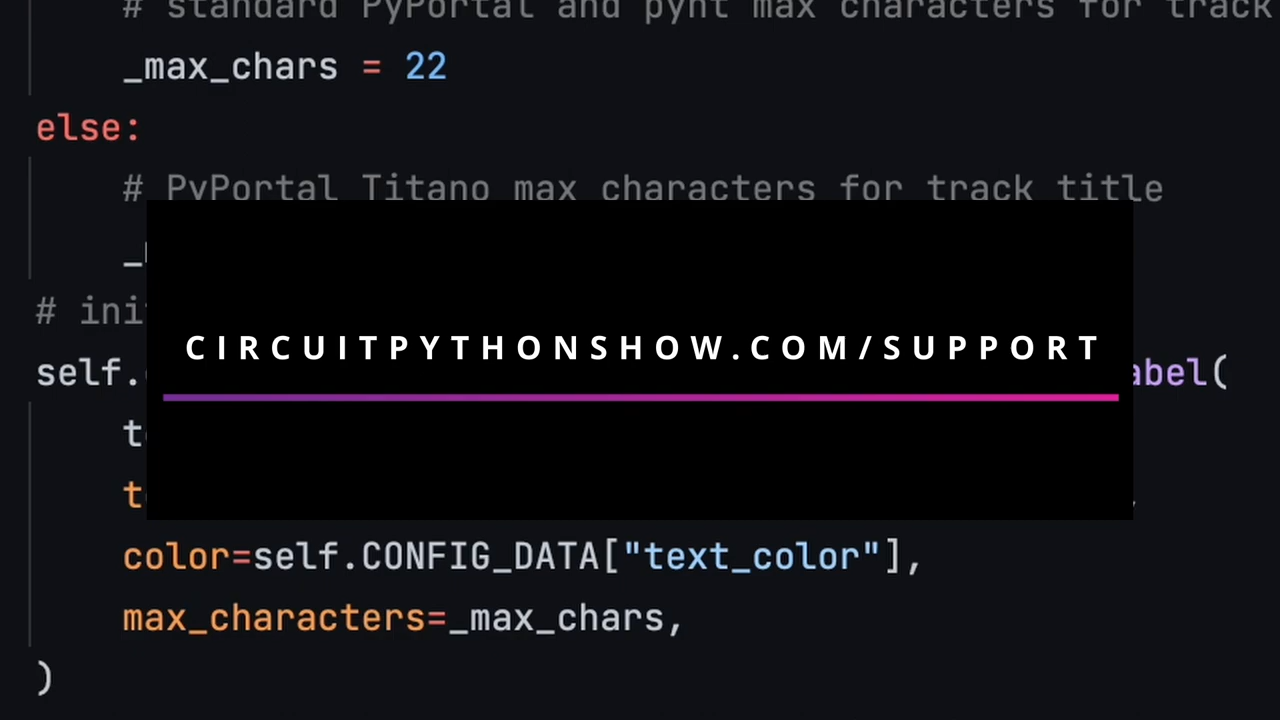 # standard PyPortal and pynt max characters for track
_max_chars = 22
else:
# PyPortal Titano max characters for track title
# init
self.
CIRCUITPYTHONSHOW.COM/SUPPORT
abel(
color=self.CONFIG_DATA["text_color"],
max_characters=_max_chars,
)